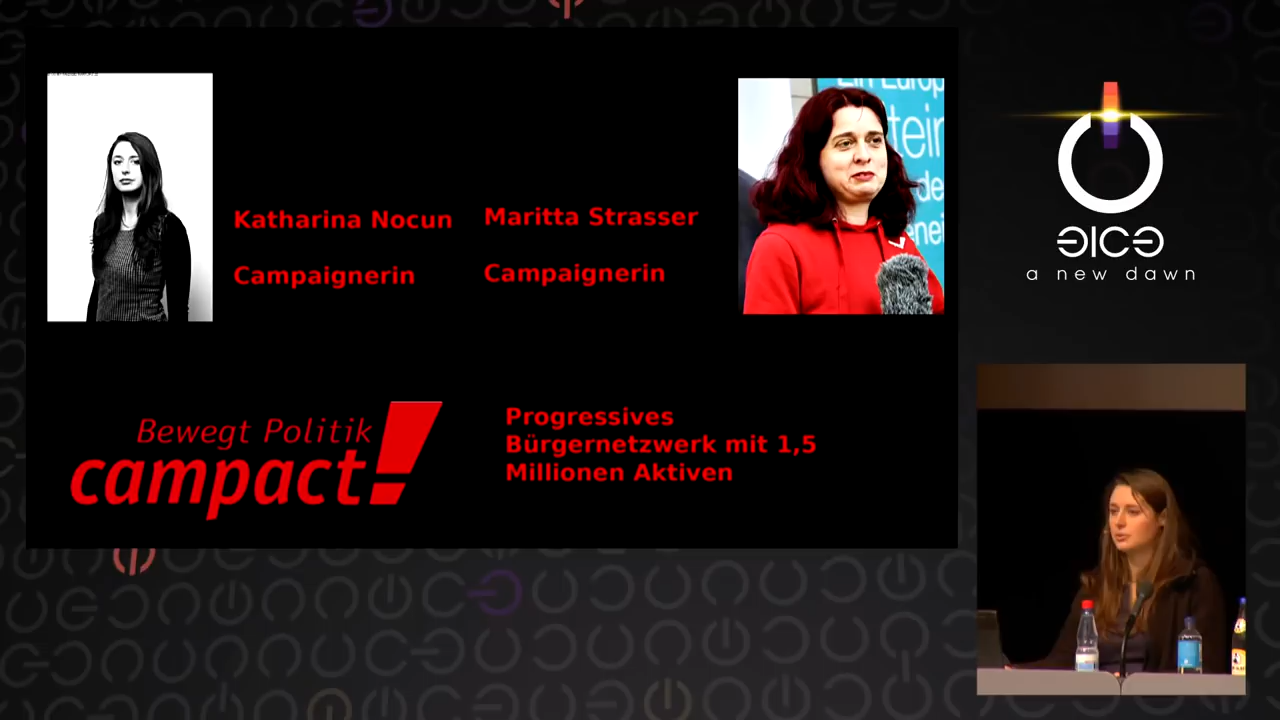 Katharina Nocun
Campaignerin
Maritta Strasser
Campaignerin
Bewegt Politik
campact!
Progressives
Bürgernetzwerk mit 1,5
Millionen Aktiven
a new dawn